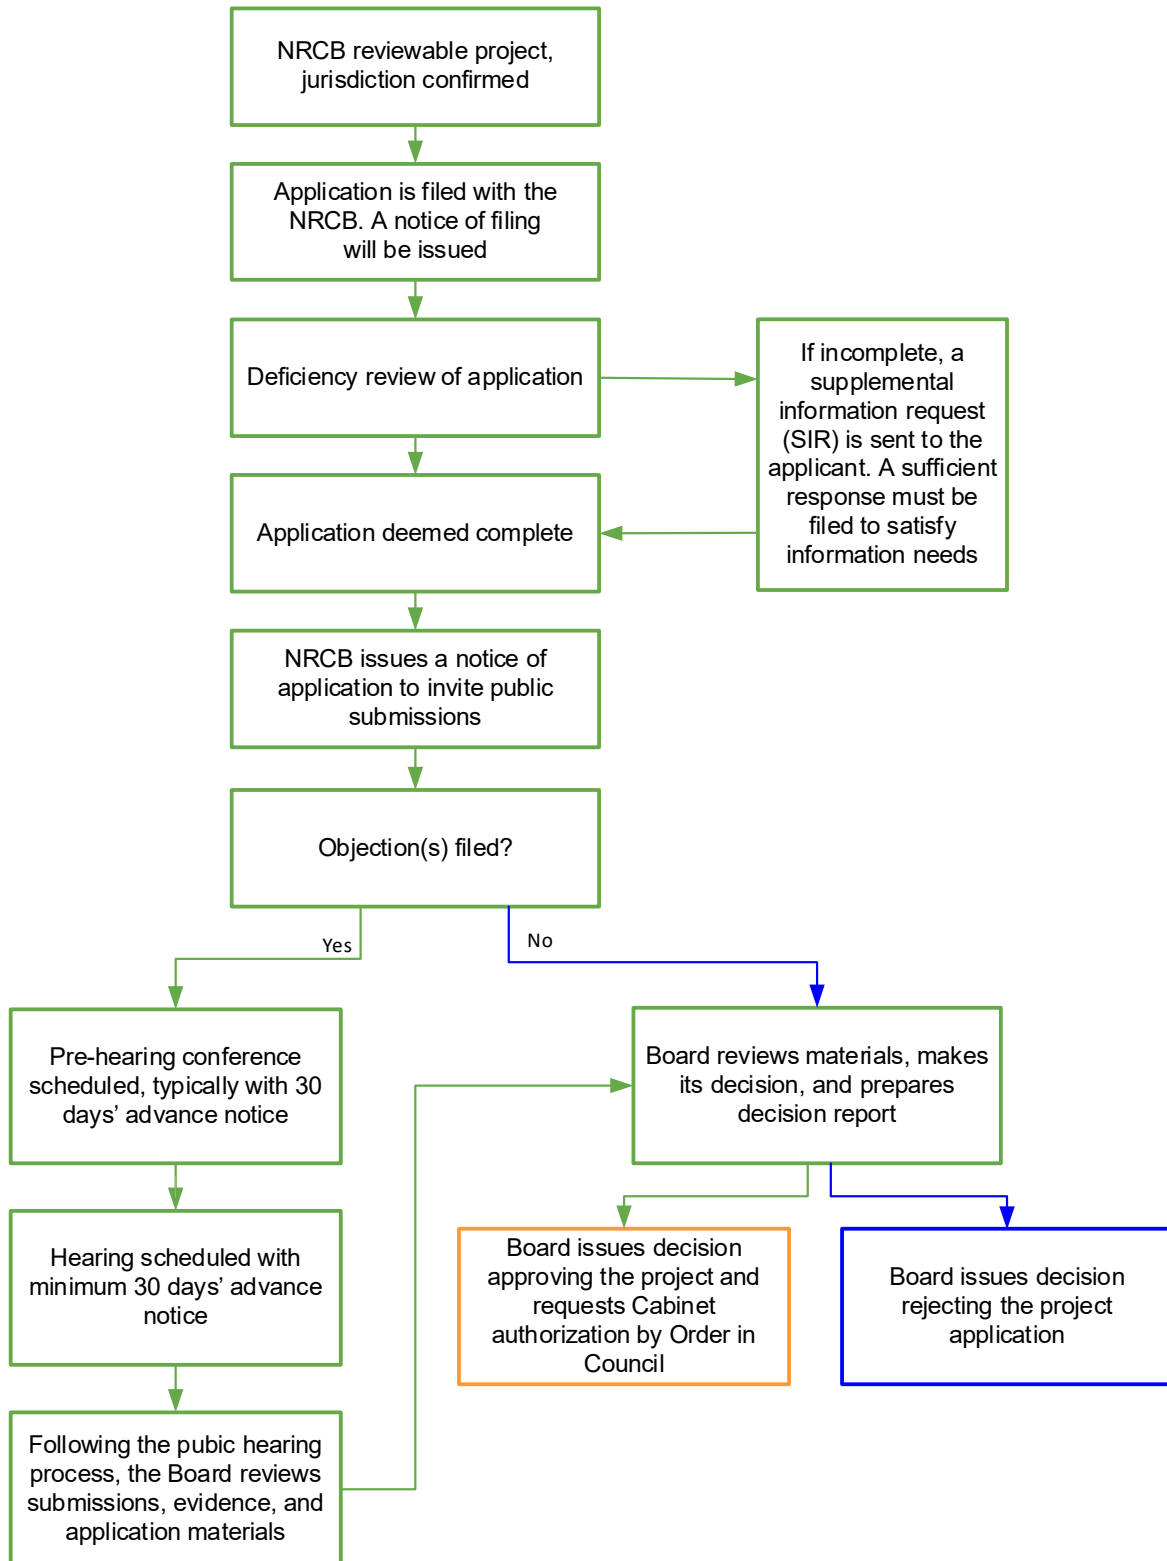 NRCB reviewable project,
jurisdiction confirmed
Application is filed with the
NRCB. A notice of filing
will be issued
Deficiency review of application
If incomplete, a
supplemental
information request
(SIR) is sent to the
applicant. A sufficient
response must be
filed to satisfy
information needs
Application deemed complete
NRCB issues a notice of
application to invite public
submissions
Objection(s) filed?
Yes
No
Pre-hearing conference
scheduled, typically with 30
days’ advance notice
Board reviews materials, makes
its decision, and prepares
decision report
Hearing scheduled with
minimum 30 days’ advance
notice
Board issues decision
approving the project and
requests Cabinet
authorization by Order in
Council
Board issues decision
rejecting the project
application
Following the pubic hearing
process, the Board reviews
submissions, evidence, and
application materials